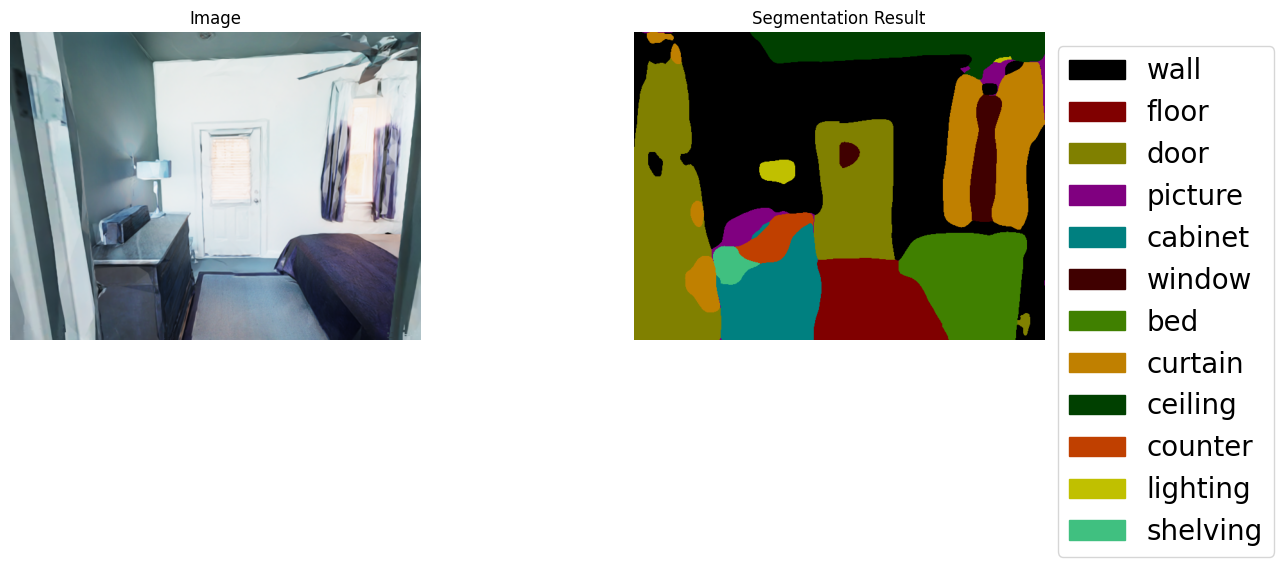 Image
Segmentation Result
wall
floor
door
picture
cabinet
window
bed
curtain
ceiling
counter
lighting
shelving